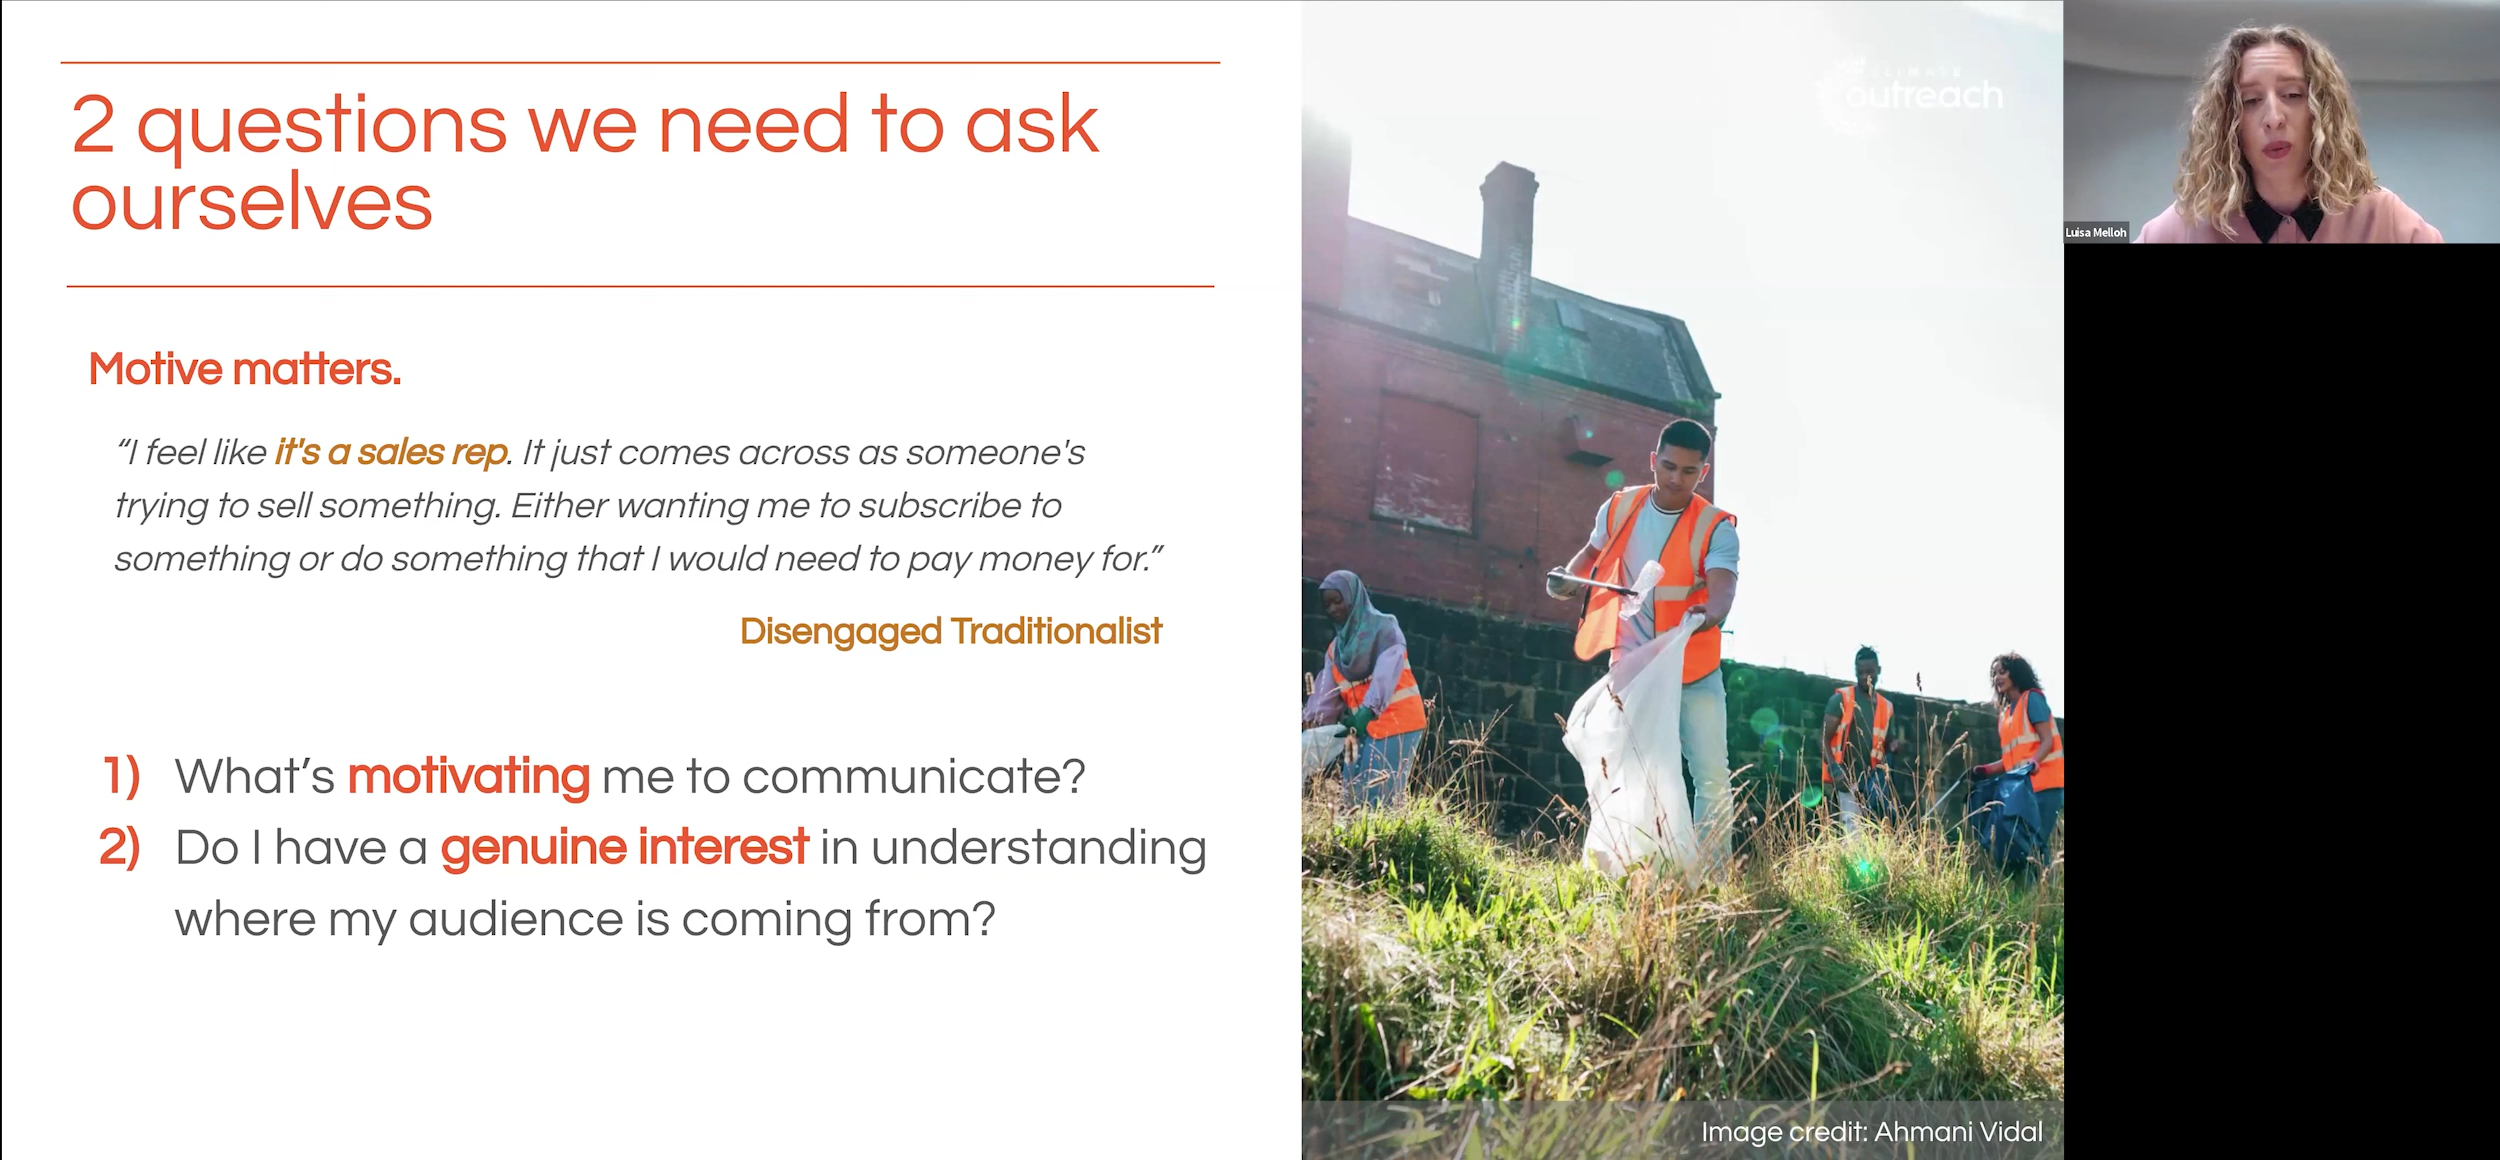 2 questions we need to ask
ourselves
Motive matters.
“I feel like it's a sales rep. It just comes across as someone's
trying to sell something. Either wanting me to subscribe to
something or do something that I would need to pay money for.”
Disengaged Traditionalist
1) What’s motivating me to communicate?
2) Do I have a genuine interest in understanding
where my audience is coming from?
CLIMATE
outreach
Image credit: Ahmani Vidal
Luisa Melloh